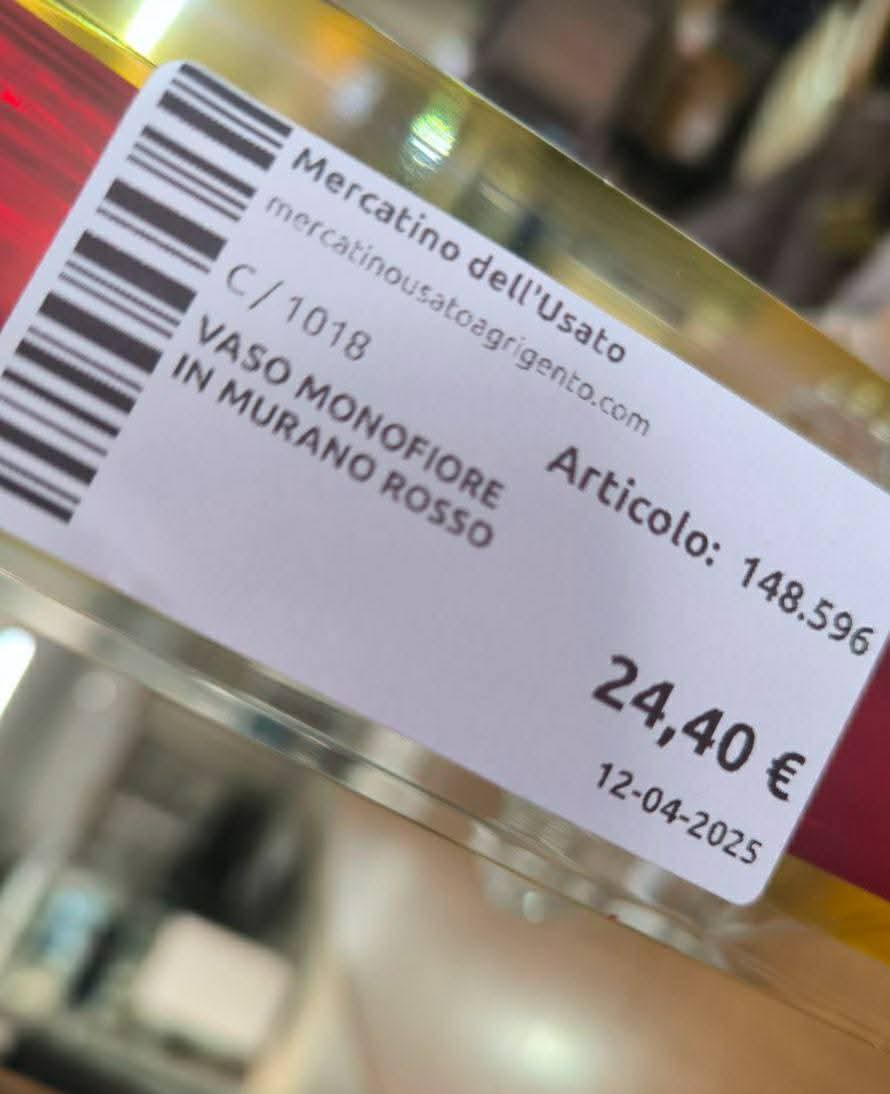 Mercatino dell'Usato
mercatinousatoagrigento.com
C / 1018
VASO MONOFIORE
IN MURANO ROSSO
Articolo: 148.596
24,40 €
12-04-2025